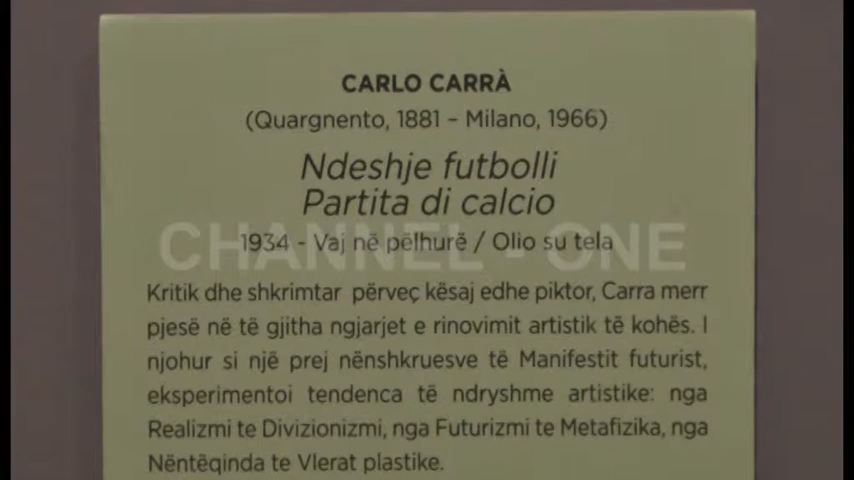 CARLO CARRÀ
(Quargnento, 1881 - Milano, 1966)
Ndeshje futbolli
Partita di calcio
1934 - Vaj në pëlhurë / Olio su tela
CHANNEL - ONE
Kritik dhe shkrimtar përveç kësaj edhe piktor, Carra merr
pjesë në të gjitha ngjarjet e rinovimit artistik të kohës. I
njohur si një prej nënshkruesve të Manifestit futurist,
eksperimentoi tendenca të ndryshme artistike: nga
Realizmi te Divizionizmi, nga Futurizmi te Metafizika, nga
Nëntëqinda te Vlerat plastike.